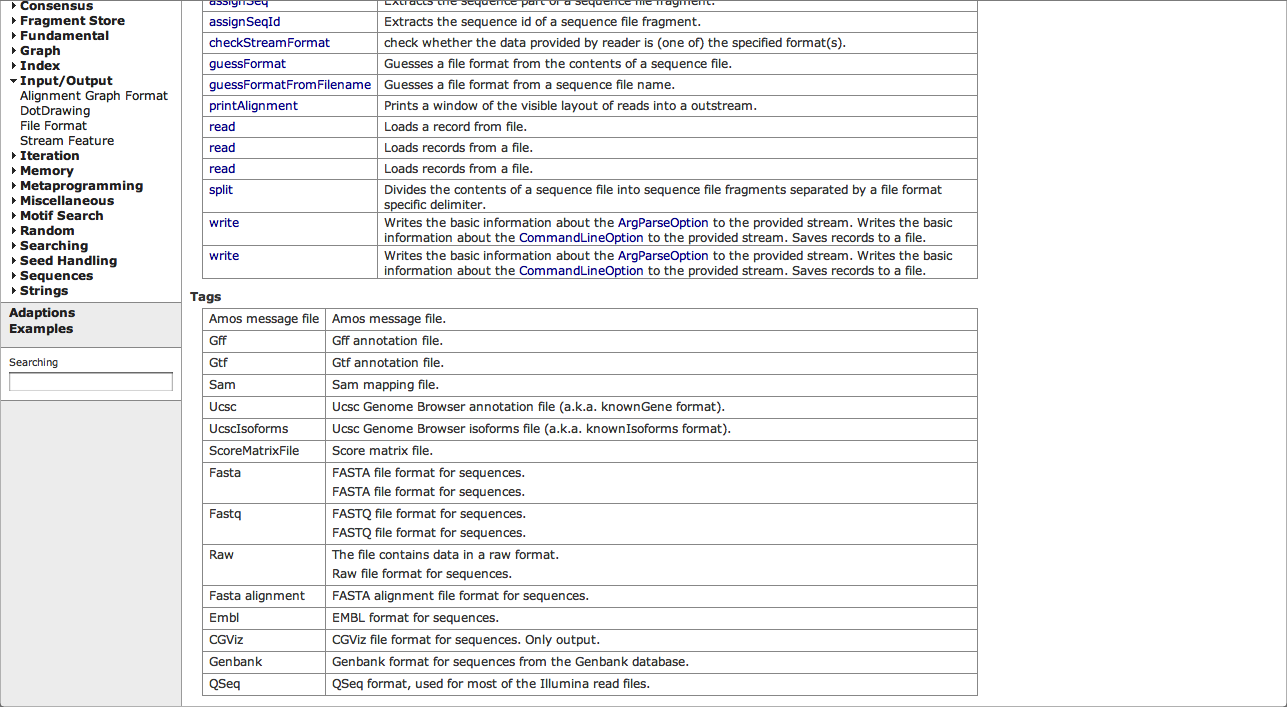 Consensus
Fragment Store
Fundamental
Graph
Index
Input/Output
Alignment Graph Format
DotDrawing
File Format
Stream Feature
Iteration
Memory
Metaprogramming
Miscellaneous
Motif Search
Random
Searching
Seed Handling
Sequences
Strings
Adaptions
Examples
Searching
assignSeq Extracts the sequence part of a sequence file fragment.
assignSeqId Extracts the sequence id of a sequence file fragment.
checkStreamFormat check whether the data provided by reader is (one of) the specified format(s).
guessFormat Guesses a file format from the contents of a sequence file.
guessFormatFromFilename Guesses a file format from a sequence file name.
printAlignment Prints a window of the visible layout of reads into a outstream.
read Loads a record from file.
read Loads records from a file.
read Loads records from a file.
split Divides the contents of a sequence file into sequence file fragments separated by a file format
specific delimiter.
write Writes the basic information about the ArgParseOption to the provided stream. Writes the basic
information about the CommandLineOption to the provided stream. Saves records to a file.
write Writes the basic information about the ArgParseOption to the provided stream. Writes the basic
information about the CommandLineOption to the provided stream. Saves records to a file.
Tags
Amos message file Amos message file.
Gff Gff annotation file.
Gtf Gtf annotation file.
Sam Sam mapping file.
Ucsc Ucsc Genome Browser annotation file (a.k.a. knownGene format).
UcscIsoforms Ucsc Genome Browser isoforms file (a.k.a. knownIsoforms format).
ScoreMatrixFile Score matrix file.
Fasta FASTA file format for sequences.
FASTA file format for sequences.
Fastq FASTQ file format for sequences.
FASTQ file format for sequences.
Raw The file contains data in a raw format.
Raw file format for sequences.
Fasta alignment FASTA alignment file format for sequences.
Embl EMBL format for sequences.
CGViz CGViz file format for sequences. Only output.
Genbank Genbank format for sequences from the Genbank database.
QSeq QSeq format, used for most of the Illumina read files.